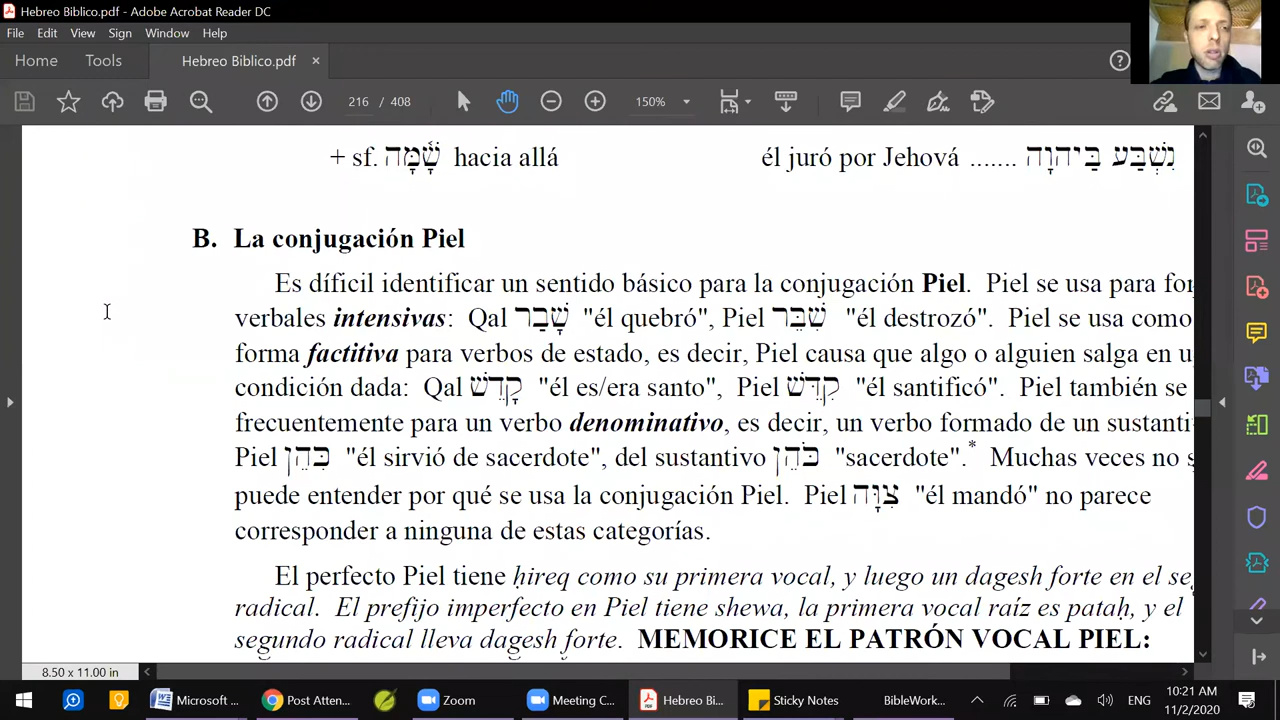 Hebreo Biblico.pdf - Adobe Acrobat Reader DC
File Edit View Sign Window Help
Home Tools Hebreo Biblico.pdf ×
216 / 408 150%
+ sf. שָׁ֫מָּה hacia allá él juró por Jehová ....... נִשְׁבַּע בַּיהוָה
B. La conjugación Piel
Es díficil identificar un sentido básico para la conjugación Piel. Piel se usa para for
verbales intensivas: Qal שָׁבַר "él quebró", Piel שִׁבֵּר "él destrozó". Piel se usa como
forma factitiva para verbos de estado, es decir, Piel causa que algo o alguien salga en u
condición dada: Qal קָדֵשׁ "él es/era santo", Piel קִדֵּשׁ "él santificó". Piel también se
frecuentemente para un verbo denominativo, es decir, un verbo formado de un sustanti
Piel כִּהֵן "él sirvió de sacerdote", del sustantivo כֹּהֵן "sacerdote".* Muchas veces no s
puede entender por qué se usa la conjugación Piel. Piel צִוָּה "él mandó" no parece
corresponder a ninguna de estas categorías.
El perfecto Piel tiene ḥireq como su primera vocal, y luego un dagesh forte en el se
radical. El prefijo imperfecto en Piel tiene shewa, la primera vocal raíz es pataḥ, y el
segundo radical lleva dagesh forte. MEMORICE EL PATRÓN VOCAL PIEL:
8.50 x 11.00 in
Microsoft ... Post Atten... Zoom Meeting C... Hebreo Bi... Sticky Notes BibleWork... ENG 10:21 AM
11/2/2020